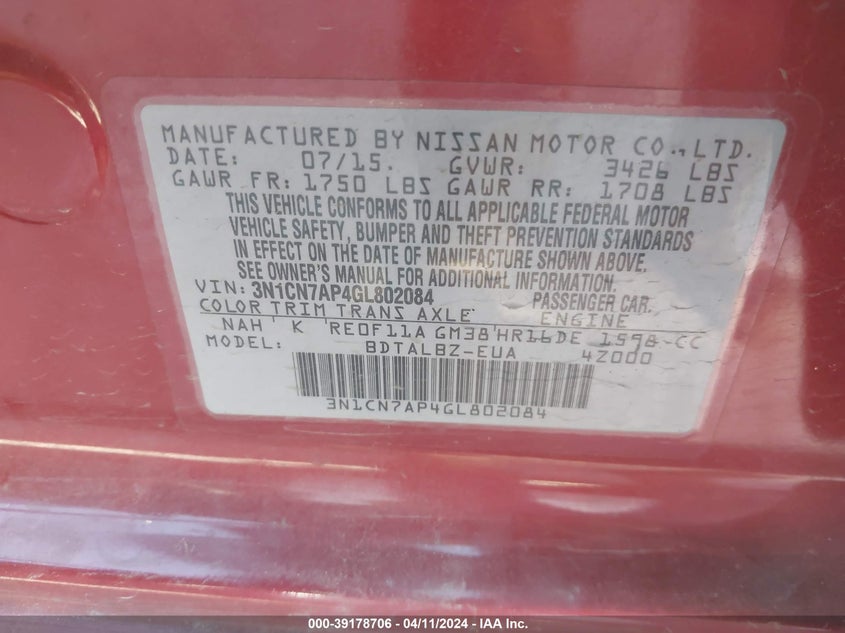 MANUFACTURED BY NISSAN MOTOR CO., LTD.
DATE: 07/15. GVWR: 3426 LBS
GAWR FR: 1750 LBS GAWR RR: 1708 LBS
THIS VEHICLE CONFORMS TO ALL APPLICABLE FEDERAL MOTOR
VEHICLE SAFETY, BUMPER AND THEFT PREVENTION STANDARDS
IN EFFECT ON THE DATE OF MANUFACTURE SHOWN ABOVE.
SEE OWNER'S MANUAL FOR ADDITIONAL INFORMATION.
VIN: 3N1CN7AP4GL802084 PASSENGER CAR.
COLOR TRIM TRANS AXLE ENGINE
NAH K RE0F11A GM38 HR16DE 1598-CC
MODEL: BDTALBZ-EUA 4Z000
3N1CN7AP4GL802084
000-39178706 - 04/11/2024 - IAA Inc.